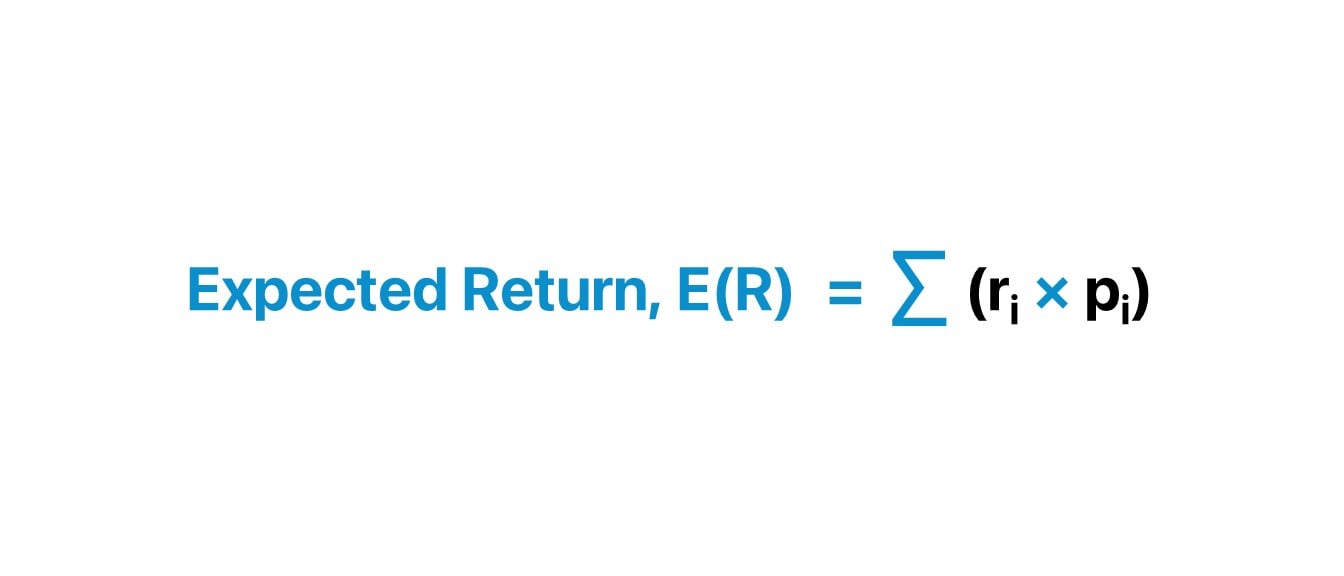 Expected Return, E(R) = ∑ (rᵢ × pᵢ)